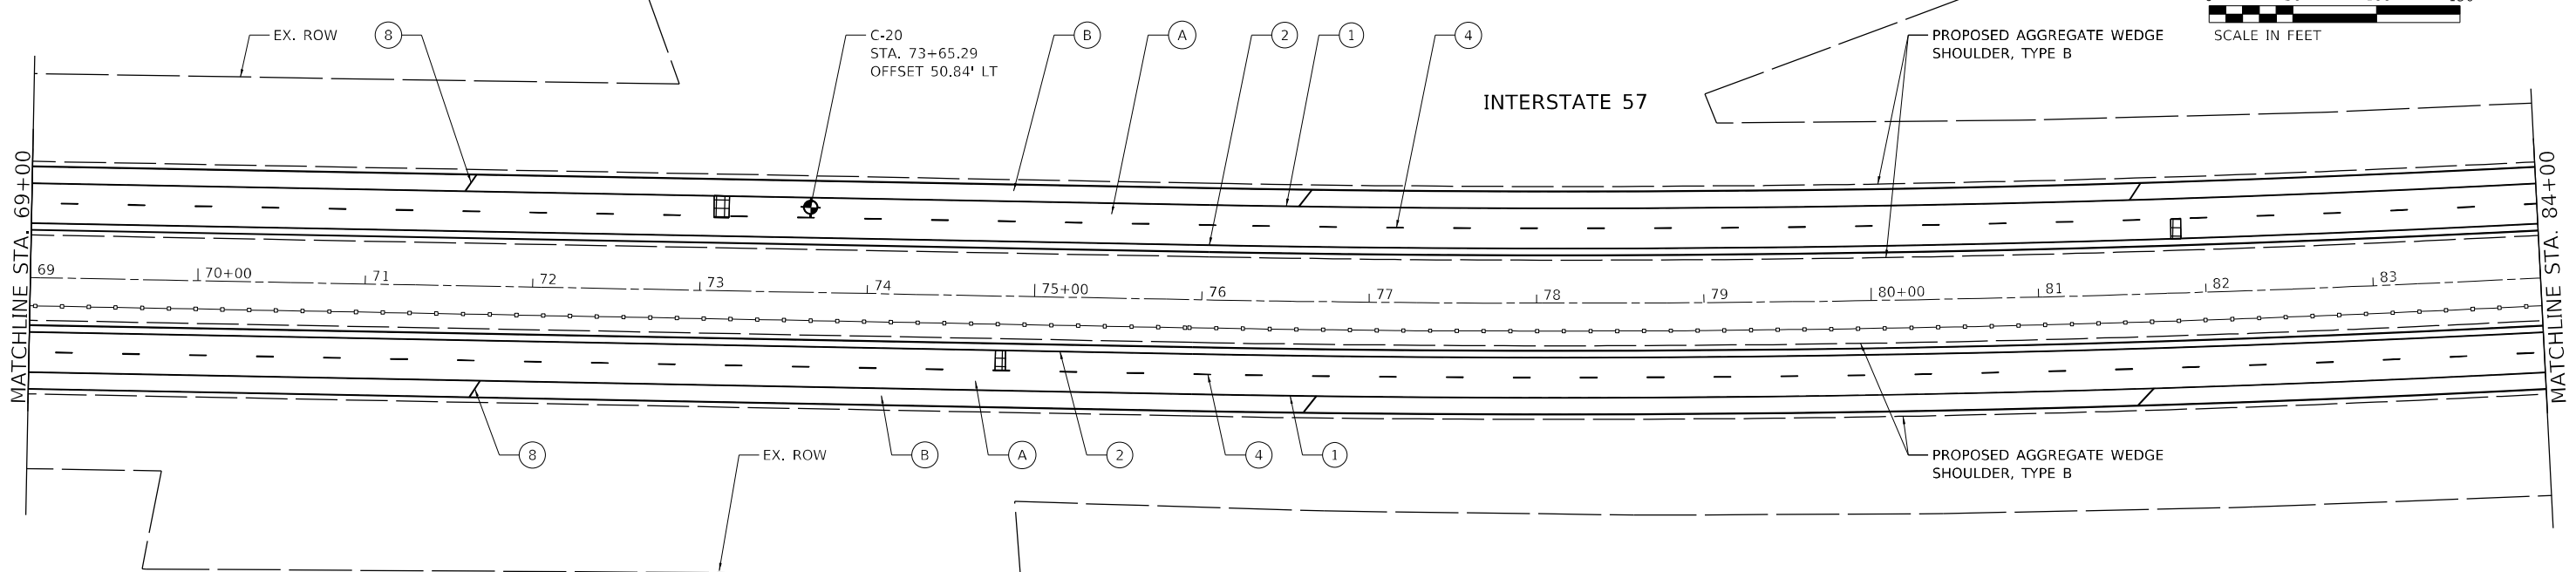 EX. ROW
8
C-20
STA. 73+65.29
OFFSET 50.84' LT
B
A
2
1
4
INTERSTATE 57
PROPOSED AGGREGATE WEDGE
SHOULDER, TYPE B
SCALE IN FEET
MATCHLINE STA. 69+00
69
70+00
71
72
73
74
75+00
76
77
78
79
80+00
81
82
83
MATCHLINE STA. 84+00
8
EX. ROW
B
A
2
4
1
PROPOSED AGGREGATE WEDGE
SHOULDER, TYPE B